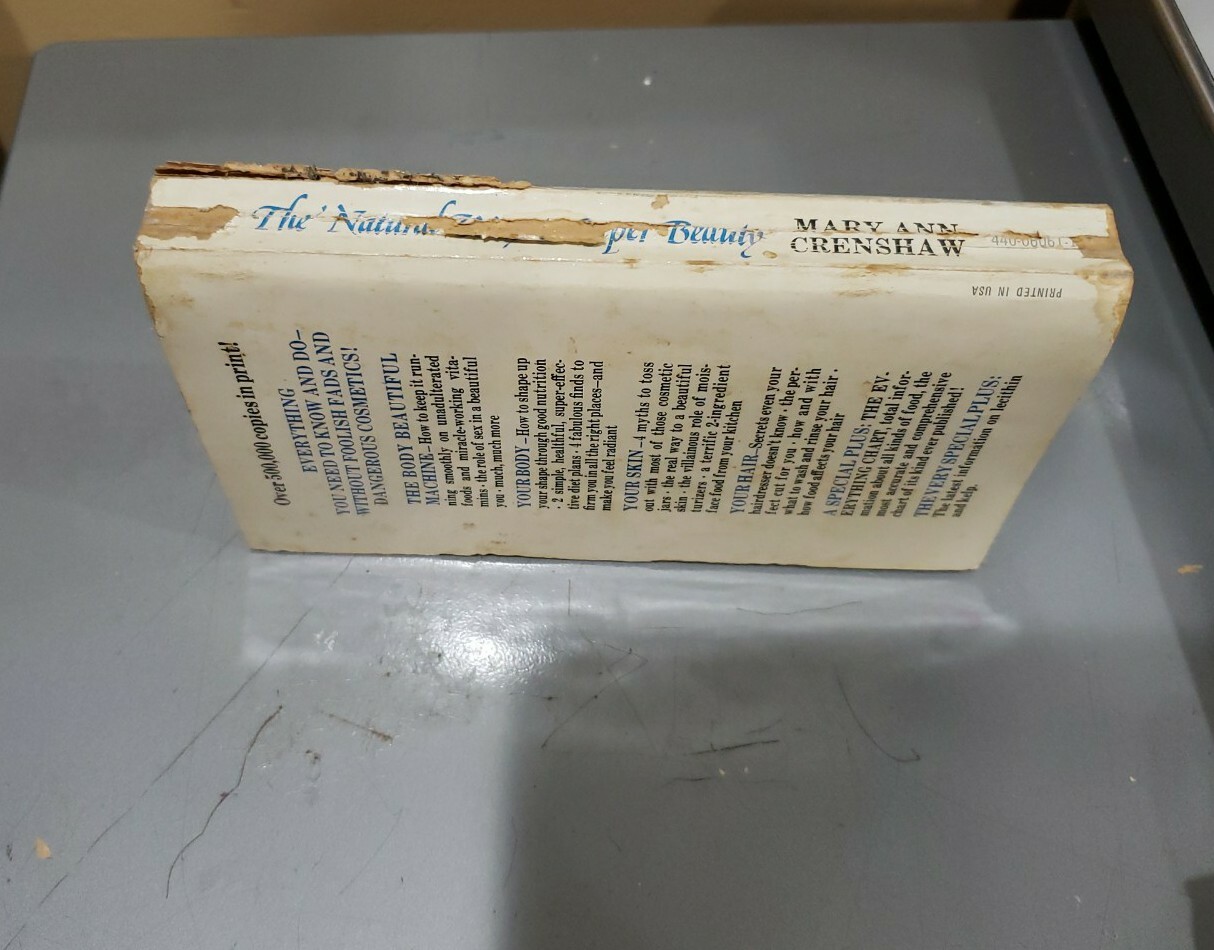 The Natural per Beauty
MARY ANN
CRENSHAW
440-06061-
PRINTED IN USA
Over 500,000 copies in print!
EVERYTHING
YOU NEED TO KNOW AND DO–
WITHOUT FOOLISH FADS AND
DANGEROUS COSMETICS!
THE BODY BEAUTIFUL
MACHINE–How to keep it run-
ning smoothly on unadulterated
foods and miracle-working vita-
mins · the role of sex in a beautiful
you · much, much more
YOUR BODY–How to shape up
your shape through good nutrition
· 2 simple, healthful, super-effec-
tive diet plans · 4 fabulous finds to
firm you in all the right places–and
make you feel radiant
YOUR SKIN–4 myths to toss
out with most of those cosmetic
jars · the real way to a beautiful
skin · the villainous role of mois-
turizers · a terrific 2-ingredient
face food from your kitchen
YOUR HAIR–Secrets even your
hairdresser doesn't know · the per-
fect cut for you · how and with
what to wash and rinse your hair ·
how food affects your hair
A SPECIAL PLUS: THE EV-
ERYTHING CHART, total infor-
mation about all kinds of food, the
most accurate and comprehensive
chart of its kind ever published!
THE VERY SPECIAL PLUS:
The latest information on lecithin
and kelp.